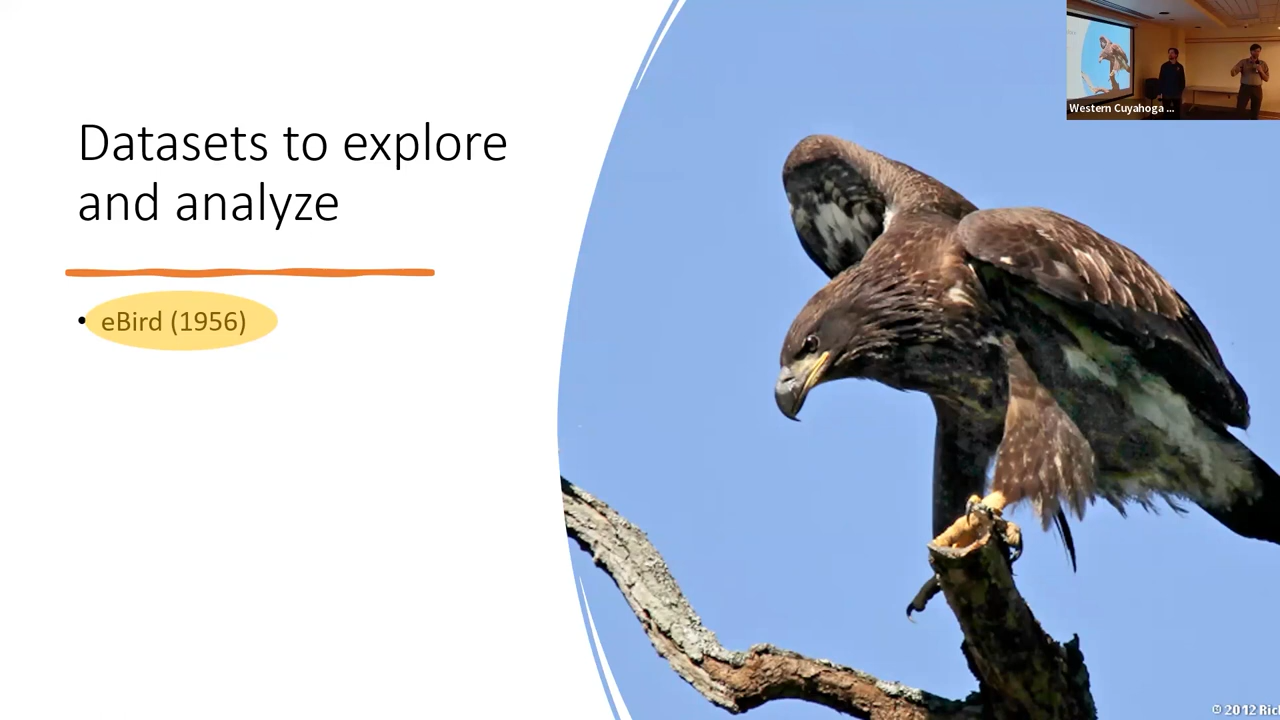 Datasets to explore
and analyze
• eBird (1956)
Western Cuyahoga ...
© 2012 Ric